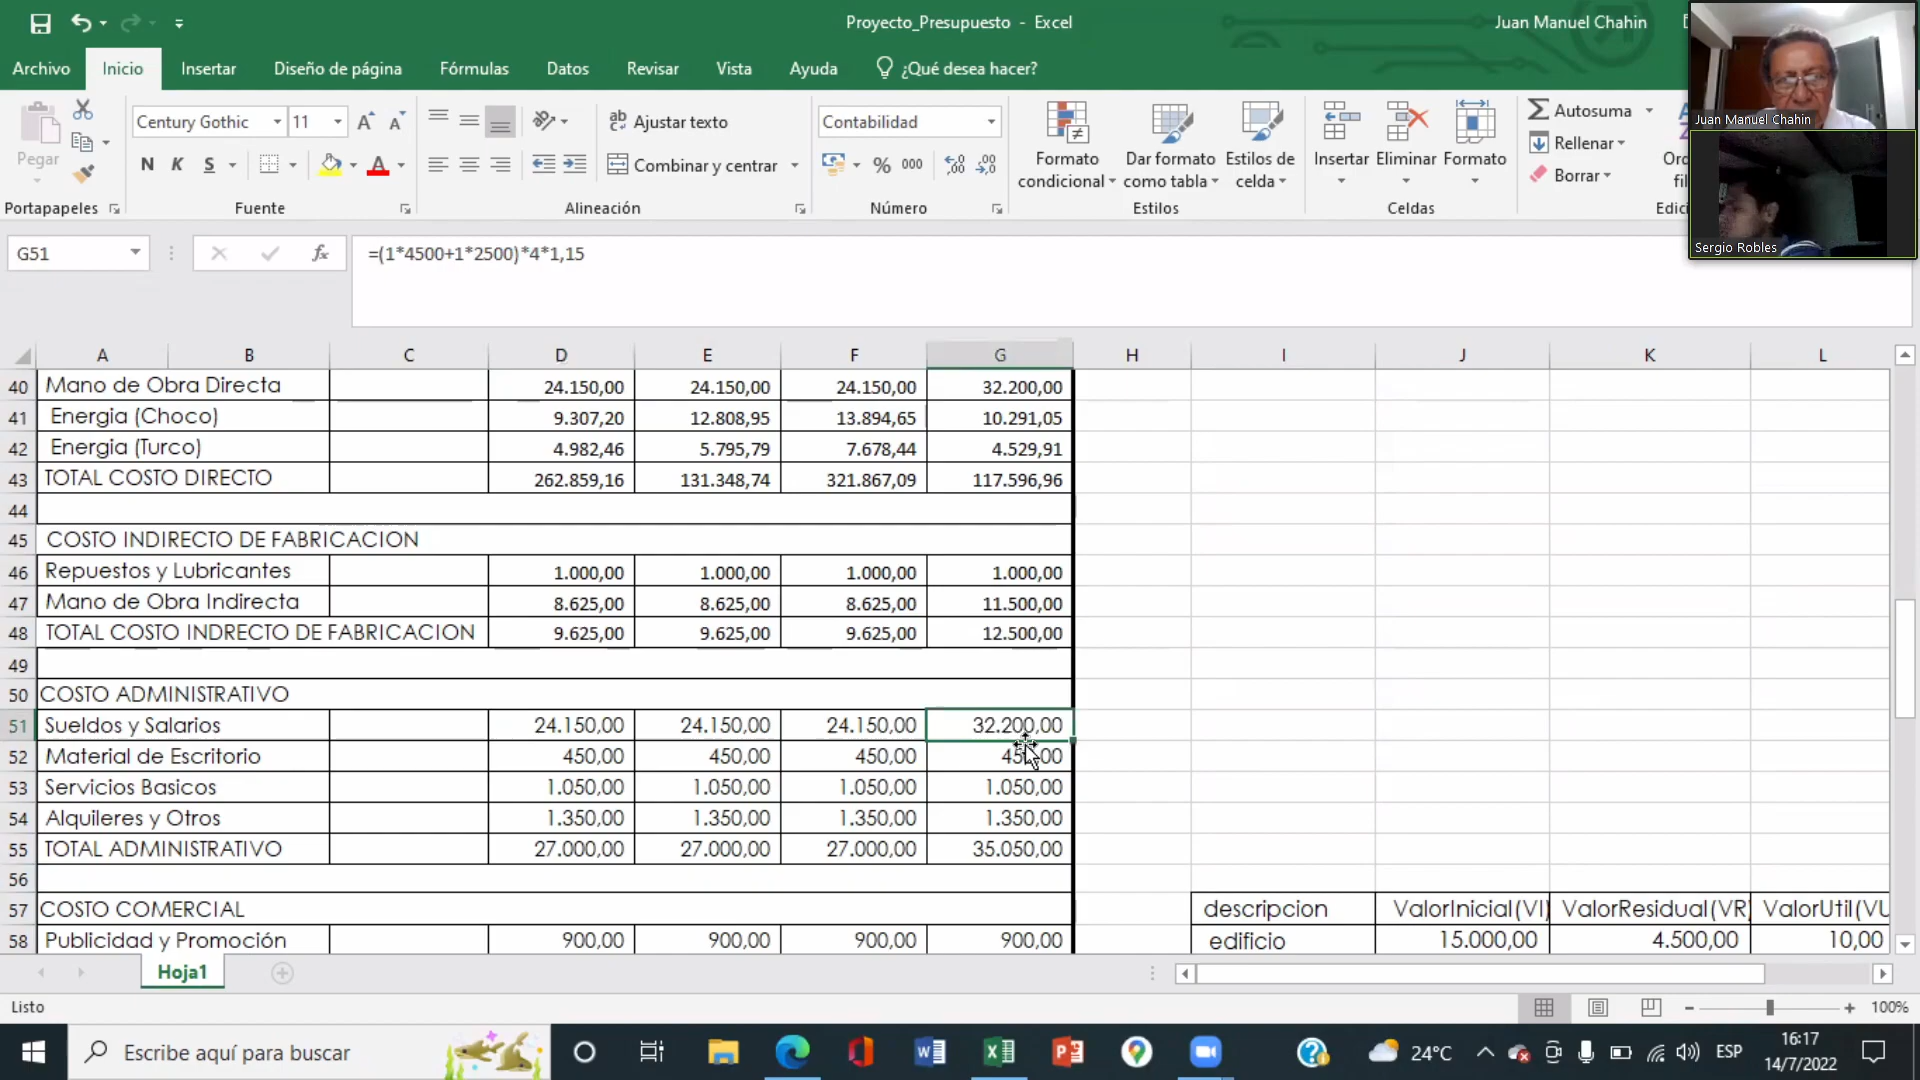 Proyecto_Presupuesto - Excel
Juan Manuel Chahin
Archivo Inicio Insertar Diseño de página Fórmulas Datos Revisar Vista Ayuda ¿Qué desea hacer?
Juan Manuel Chahin
Sergio Robles
Pegar
Century Gothic 11
N K S
Ajustar texto
Combinar y centrar
Contabilidad
% 000
Formato condicional
Dar formato como tabla
Estilos de celda
Insertar Eliminar Formato
Autosuma
Rellenar
Borrar
Portapapeles Fuente Alineación Número Estilos Celdas
G51 fx =(1*4500+1*2500)*4*1,15
A B C D E F G H I J K L
40 Mano de Obra Directa 24.150,00 24.150,00 24.150,00 32.200,00
41 Energia (Choco) 9.307,20 12.808,95 13.894,65 10.291,05
42 Energia (Turco) 4.982,46 5.795,79 7.678,44 4.529,91
43 TOTAL COSTO DIRECTO 262.859,16 131.348,74 321.867,09 117.596,96
44
45 COSTO INDIRECTO DE FABRICACION
46 Repuestos y Lubricantes 1.000,00 1.000,00 1.000,00 1.000,00
47 Mano de Obra Indirecta 8.625,00 8.625,00 8.625,00 11.500,00
48 TOTAL COSTO INDRECTO DE FABRICACION 9.625,00 9.625,00 9.625,00 12.500,00
49
50 COSTO ADMINISTRATIVO
51 Sueldos y Salarios 24.150,00 24.150,00 24.150,00 32.200,00
52 Material de Escritorio 450,00 450,00 450,00
53 Servicios Basicos 1.050,00 1.050,00 1.050,00 1.050,00
54 Alquileres y Otros 1.350,00 1.350,00 1.350,00 1.350,00
55 TOTAL ADMINISTRATIVO 27.000,00 27.000,00 27.000,00 35.050,00
56
57 COSTO COMERCIAL descripcion ValorInicial(VI) ValorResidual(VR) ValorUtil(VU
58 Publicidad y Promoción 900,00 900,00 900,00 900,00 edificio 15.000,00 4.500,00 10,00
Hoja1
Listo
100%
Escribe aquí para buscar
24°C
ESP
16:17
14/7/2022